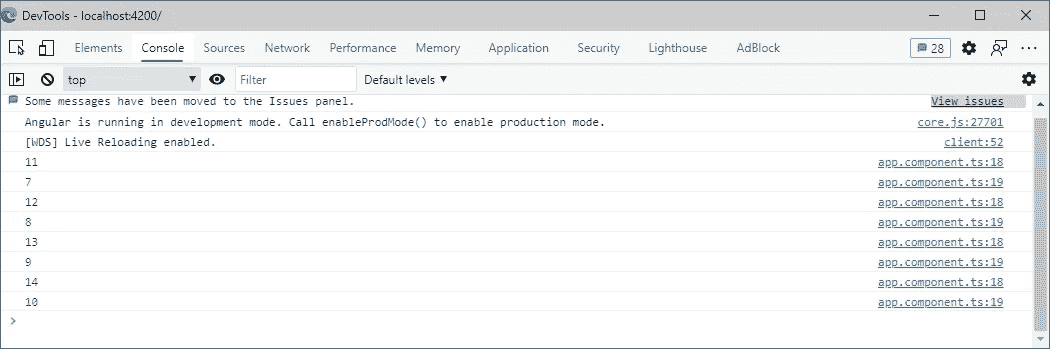 DevTools - localhost:4200/
Elements Console Sources Network Performance Memory Application Security Lighthouse AdBlock 28
top Filter Default levels
Some messages have been moved to the Issues panel. View issues
Angular is running in development mode. Call enableProdMode() to enable production mode. core.js:27701
[WDS] Live Reloading enabled. client:52
11 app.component.ts:18
7 app.component.ts:19
12 app.component.ts:18
8 app.component.ts:19
13 app.component.ts:18
9 app.component.ts:19
14 app.component.ts:18
10 app.component.ts:19